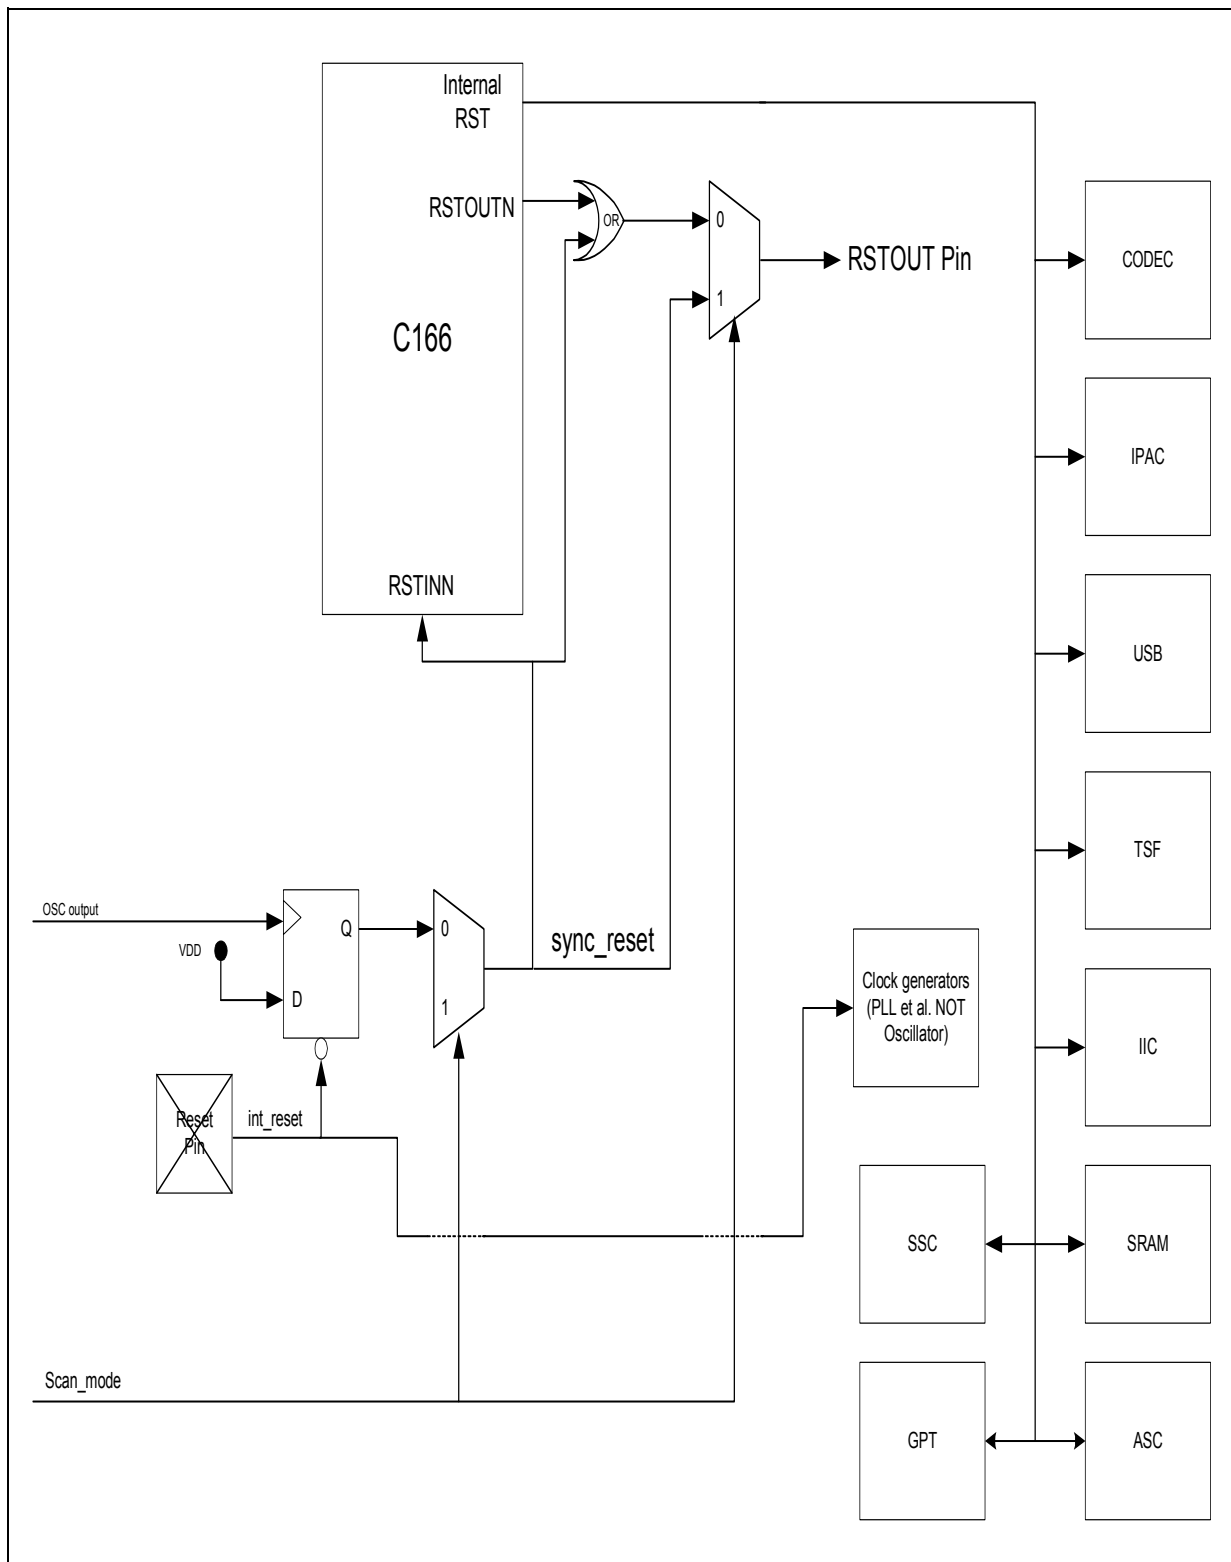 Internal
RST
RSTOUTN
OR
0
1
RSTOUT Pin
CODEC
C166
IPAC
RSTINN
USB
TSF
OSC output
Q
VDD
D
0
1
sync_reset
Clock generators
(PLL et al. NOT
Oscillator)
IIC
Reset
Pin
int_reset
SSC
SRAM
Scan_mode
GPT
ASC